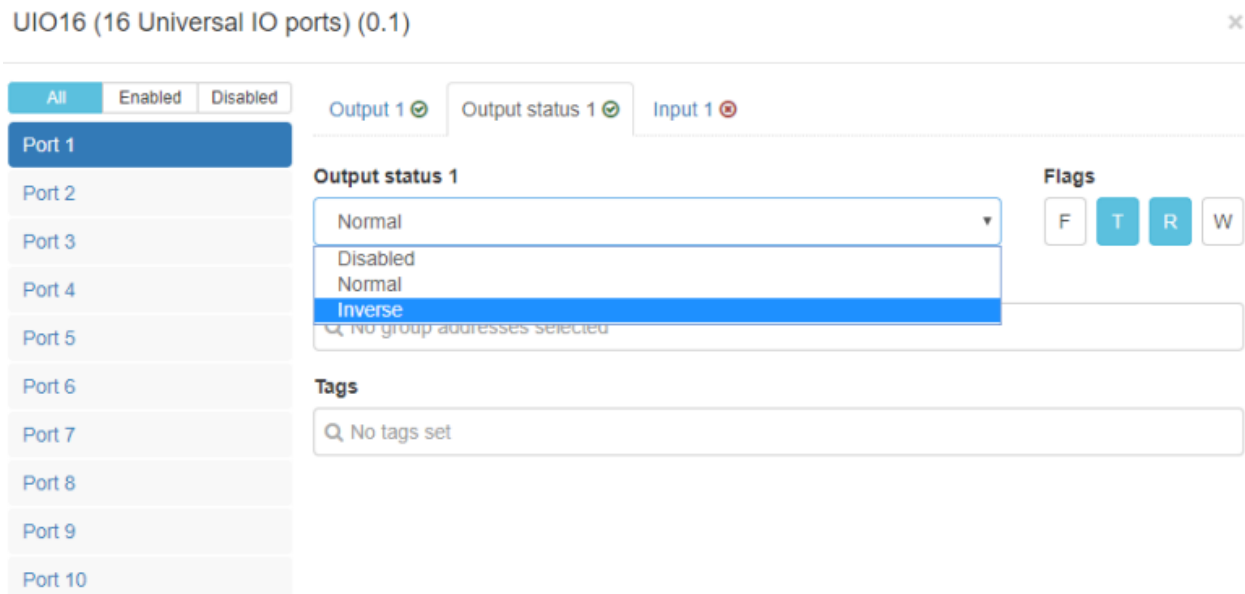 UIO16 (16 Universal IO ports) (0.1)
×
All Enabled Disabled
Port 1
Port 2
Port 3
Port 4
Port 5
Port 6
Port 7
Port 8
Port 9
Port 10
Output 1
Output status 1
Input 1
Output status 1
Normal
Disabled
Normal
Inverse
No group addresses selected
Flags
F T R W
Tags
No tags set